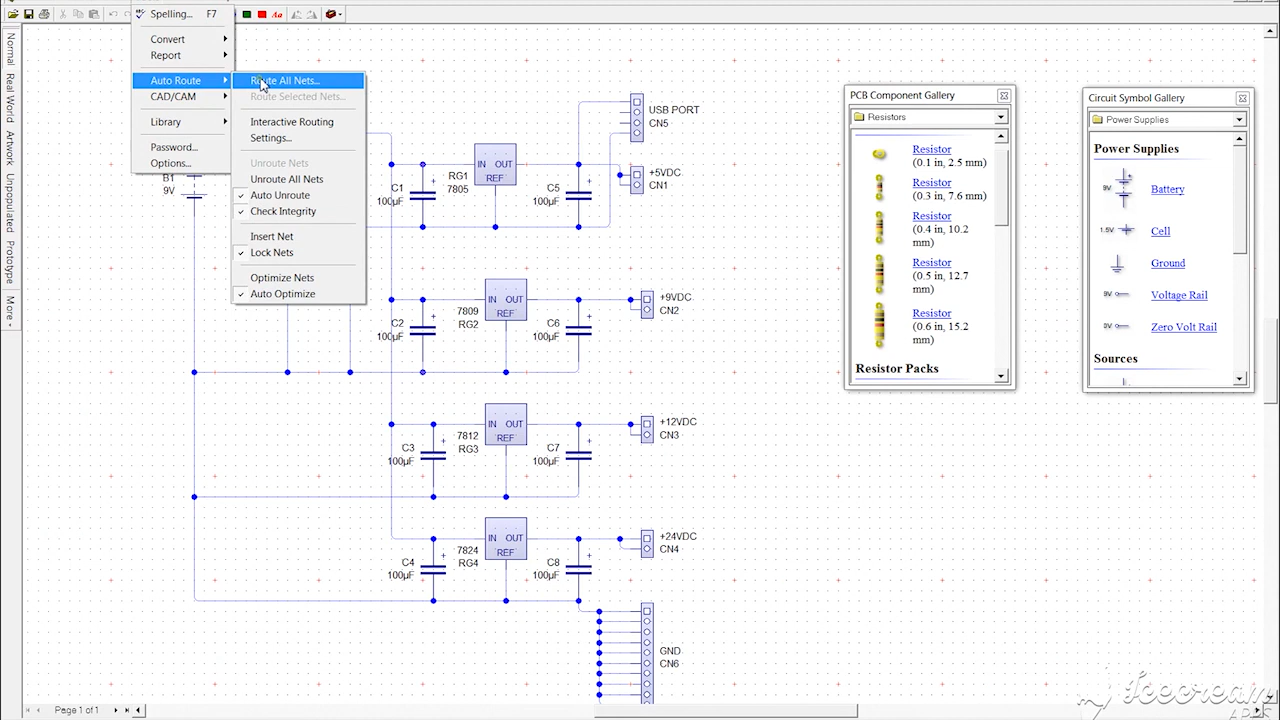 Spelling... F7
Convert
Report
Auto Route
CAD/CAM
Library
Password...
Options...
Route All Nets...
Route Selected Nets...
Interactive Routing
Settings...
Unroute Nets
Unroute All Nets
Auto Unroute
Check Integrity
Insert Net
Lock Nets
Optimize Nets
Auto Optimize
Normal
Real World
Artwork
Unpopulated
Prototype
More
B1
9V
C1
100µF
RG1
7805
IN OUT
REF
C5
100µF
USB PORT
CN5
+5VDC
CN1
C2
100µF
7809
RG2
IN OUT
REF
C6
100µF
+9VDC
CN2
C3
100µF
7812
RG3
IN OUT
REF
C7
100µF
+12VDC
CN3
C4
100µF
7824
RG4
IN OUT
REF
C8
100µF
+24VDC
CN4
GND
CN6
PCB Component Gallery
Resistors
Resistor
(0.1 in, 2.5 mm)
Resistor
(0.3 in, 7.6 mm)
Resistor
(0.4 in, 10.2
mm)
Resistor
(0.5 in, 12.7
mm)
Resistor
(0.6 in, 15.2
mm)
Resistor Packs
Circuit Symbol Gallery
Power Supplies
Power Supplies
9V
Battery
1.5V
Cell
Ground
9V
Voltage Rail
0V
Zero Volt Rail
Sources
Page 1 of 1
Icecream
APPS